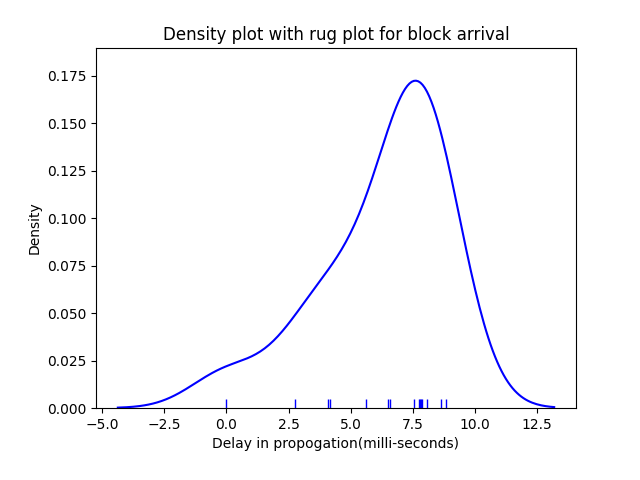 Density plot with rug plot for block arrival
0.175
0.150
0.125
0.100
0.075
0.050
0.025
0.000
Density
−5.0 −2.5 0.0 2.5 5.0 7.5 10.0 12.5
Delay in propogation(milli-seconds)